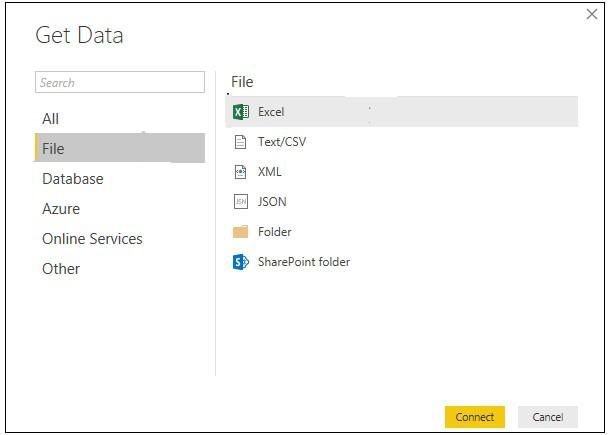 Get Data
Search
All
File
Database
Azure
Online Services
Other
File
Excel
Text/CSV
XML
JSON
Folder
SharePoint folder
Connect
Cancel